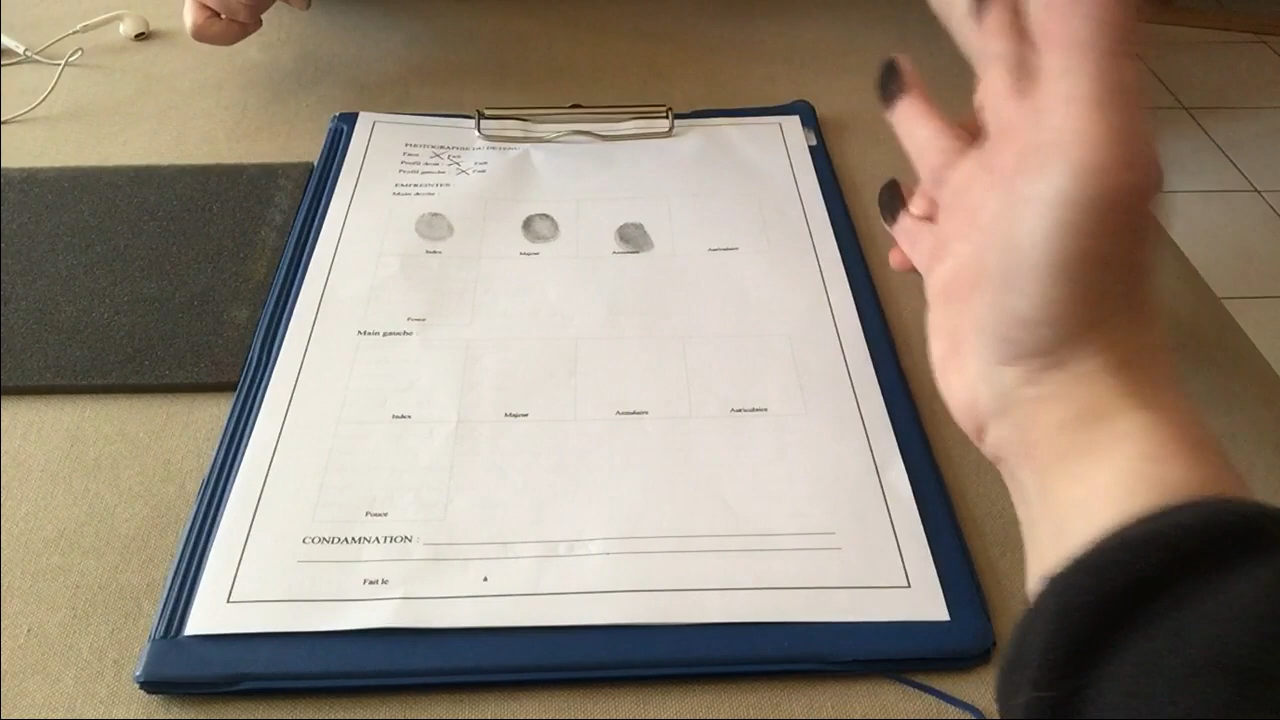 PHOTOGRAPHIE DU DETENU
Face : Fait
Profil droit : Fait
Profil gauche : Fait
EMPREINTES :
Main droite :
Index Majeur Annulaire Auriculaire
Pouce
Main gauche :
Index Majeur Annulaire Auriculaire
Pouce
CONDAMNATION :
Fait le à